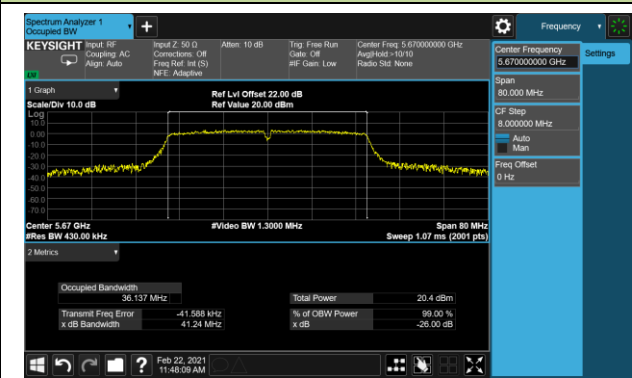 Spectrum Analyzer 1
Occupied BW
+
Frequency
KEYSIGHT
Input: RF
Coupling: AC
Align: Auto
Input Z: 50 Ω
Corrections: Off
Freq Ref: Int (S)
NFE: Adaptive
Atten: 10 dB
Trig: Free Run
Gate: Off
#IF Gain: Low
Center Freq: 5.670000000 GHz
Avg|Hold:>10/10
Radio Std: None
LXI
Center Frequency
5.670000000 GHz
Settings
Span
80.000 MHz
CF Step
8.000000 MHz
Auto
Man
Freq Offset
0 Hz
1 Graph
Scale/Div 10.0 dB
Ref Lvl Offset 22.00 dB
Ref Value 20.00 dBm
Log
10.0
0.00
-10.0
-20.0
-30.0
-40.0
-50.0
-60.0
-70.0
Center 5.67 GHz
#Res BW 430.00 kHz
#Video BW 1.3000 MHz
Span 80 MHz
Sweep 1.07 ms (2001 pts)
2 Metrics
Occupied Bandwidth
36.137 MHz
Transmit Freq Error -41.588 kHz
x dB Bandwidth 41.24 MHz
Total Power 20.4 dBm
% of OBW Power 99.00 %
x dB -26.00 dB
?
Feb 22, 2021
11:48:09 AM